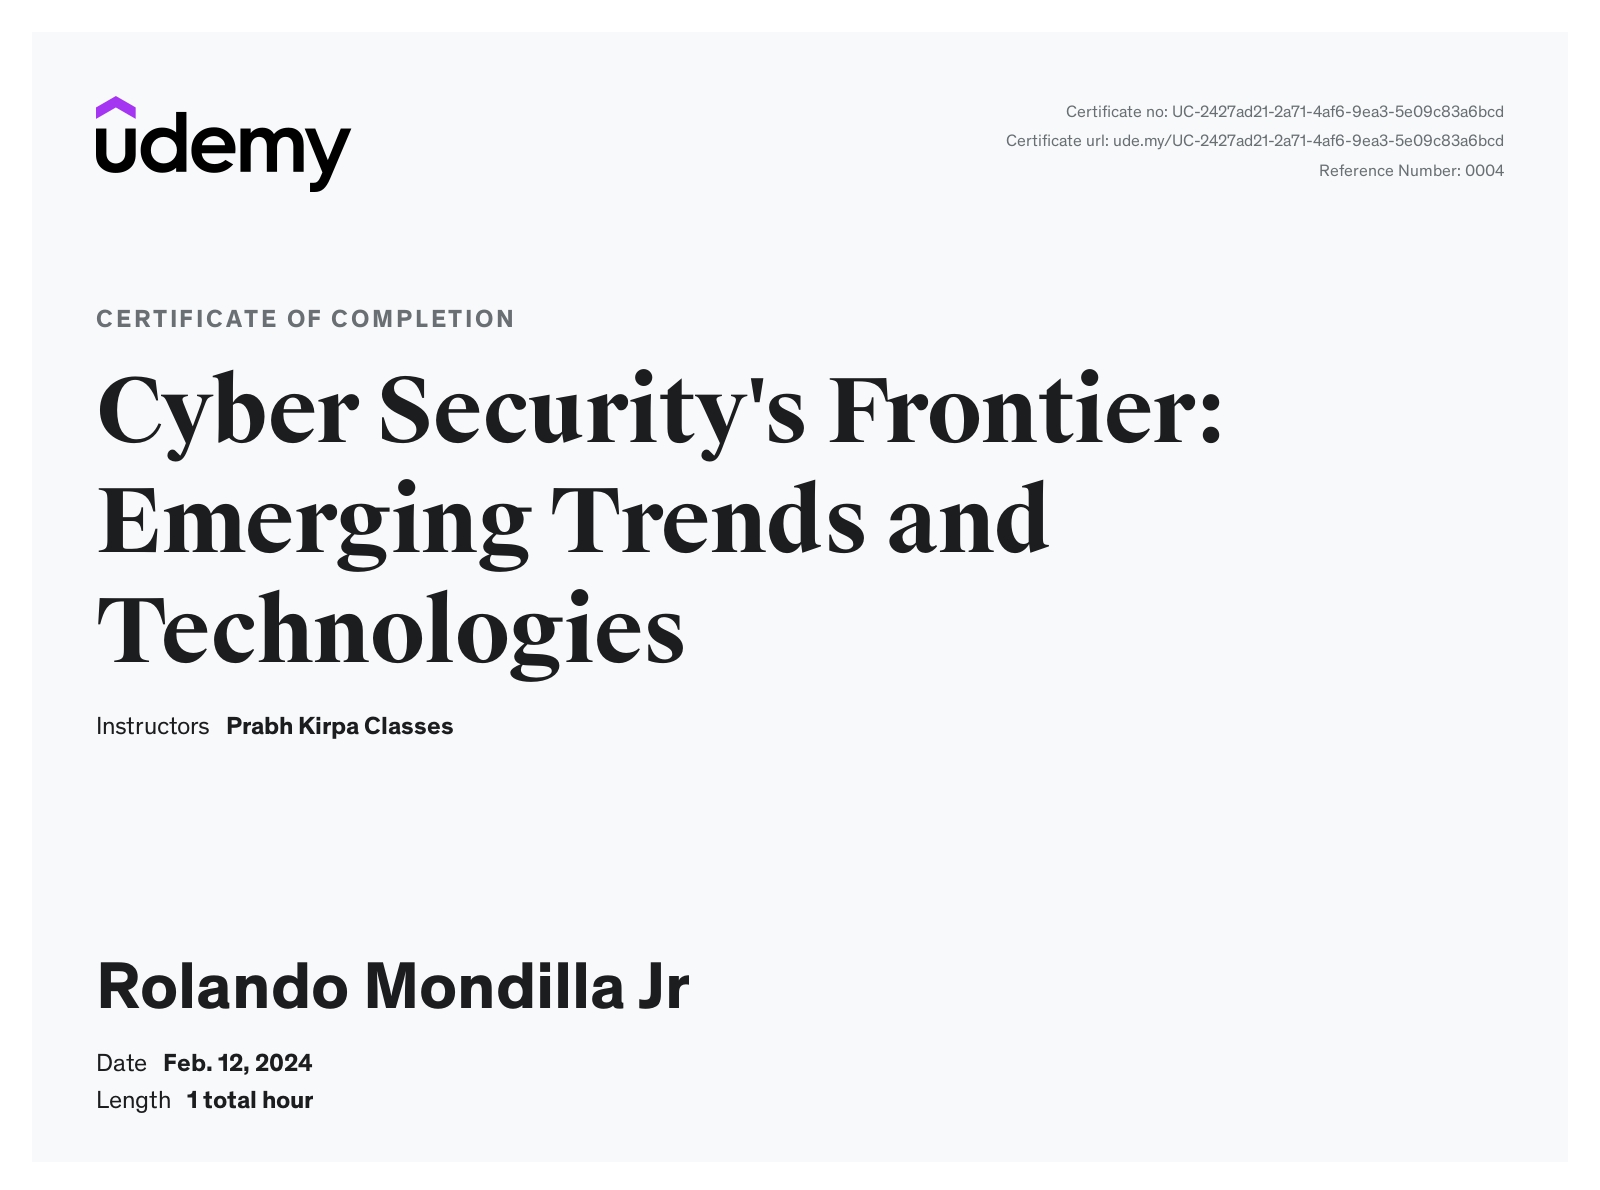 udemy
Certificate no: UC-2427ad21-2a71-4af6-9ea3-5e09c83a6bcd
Certificate url: ude.my/UC-2427ad21-2a71-4af6-9ea3-5e09c83a6bcd
Reference Number: 0004
CERTIFICATE OF COMPLETION
Cyber Security's Frontier:
Emerging Trends and
Technologies
Instructors Prabh Kirpa Classes
Rolando Mondilla Jr
Date Feb. 12, 2024
Length 1 total hour